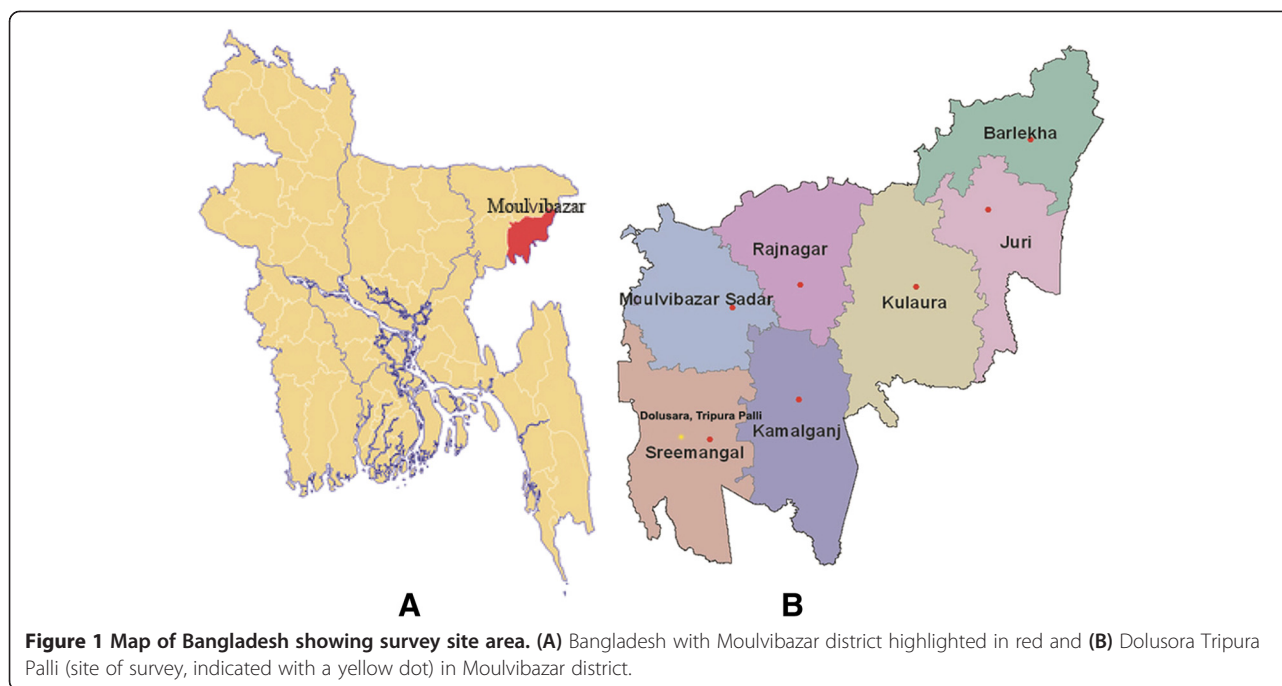 Moulvibazar
Barlekha
Rajnagar
Juri
Moulvibazar Sadar
Kulaura
Dolusara, Tripura Palli
Kamalganj
Sreemangal
A
B
Figure 1 Map of Bangladesh showing survey site area. (A) Bangladesh with Moulvibazar district highlighted in red and (B) Dolusora Tripura
Palli (site of survey, indicated with a yellow dot) in Moulvibazar district.